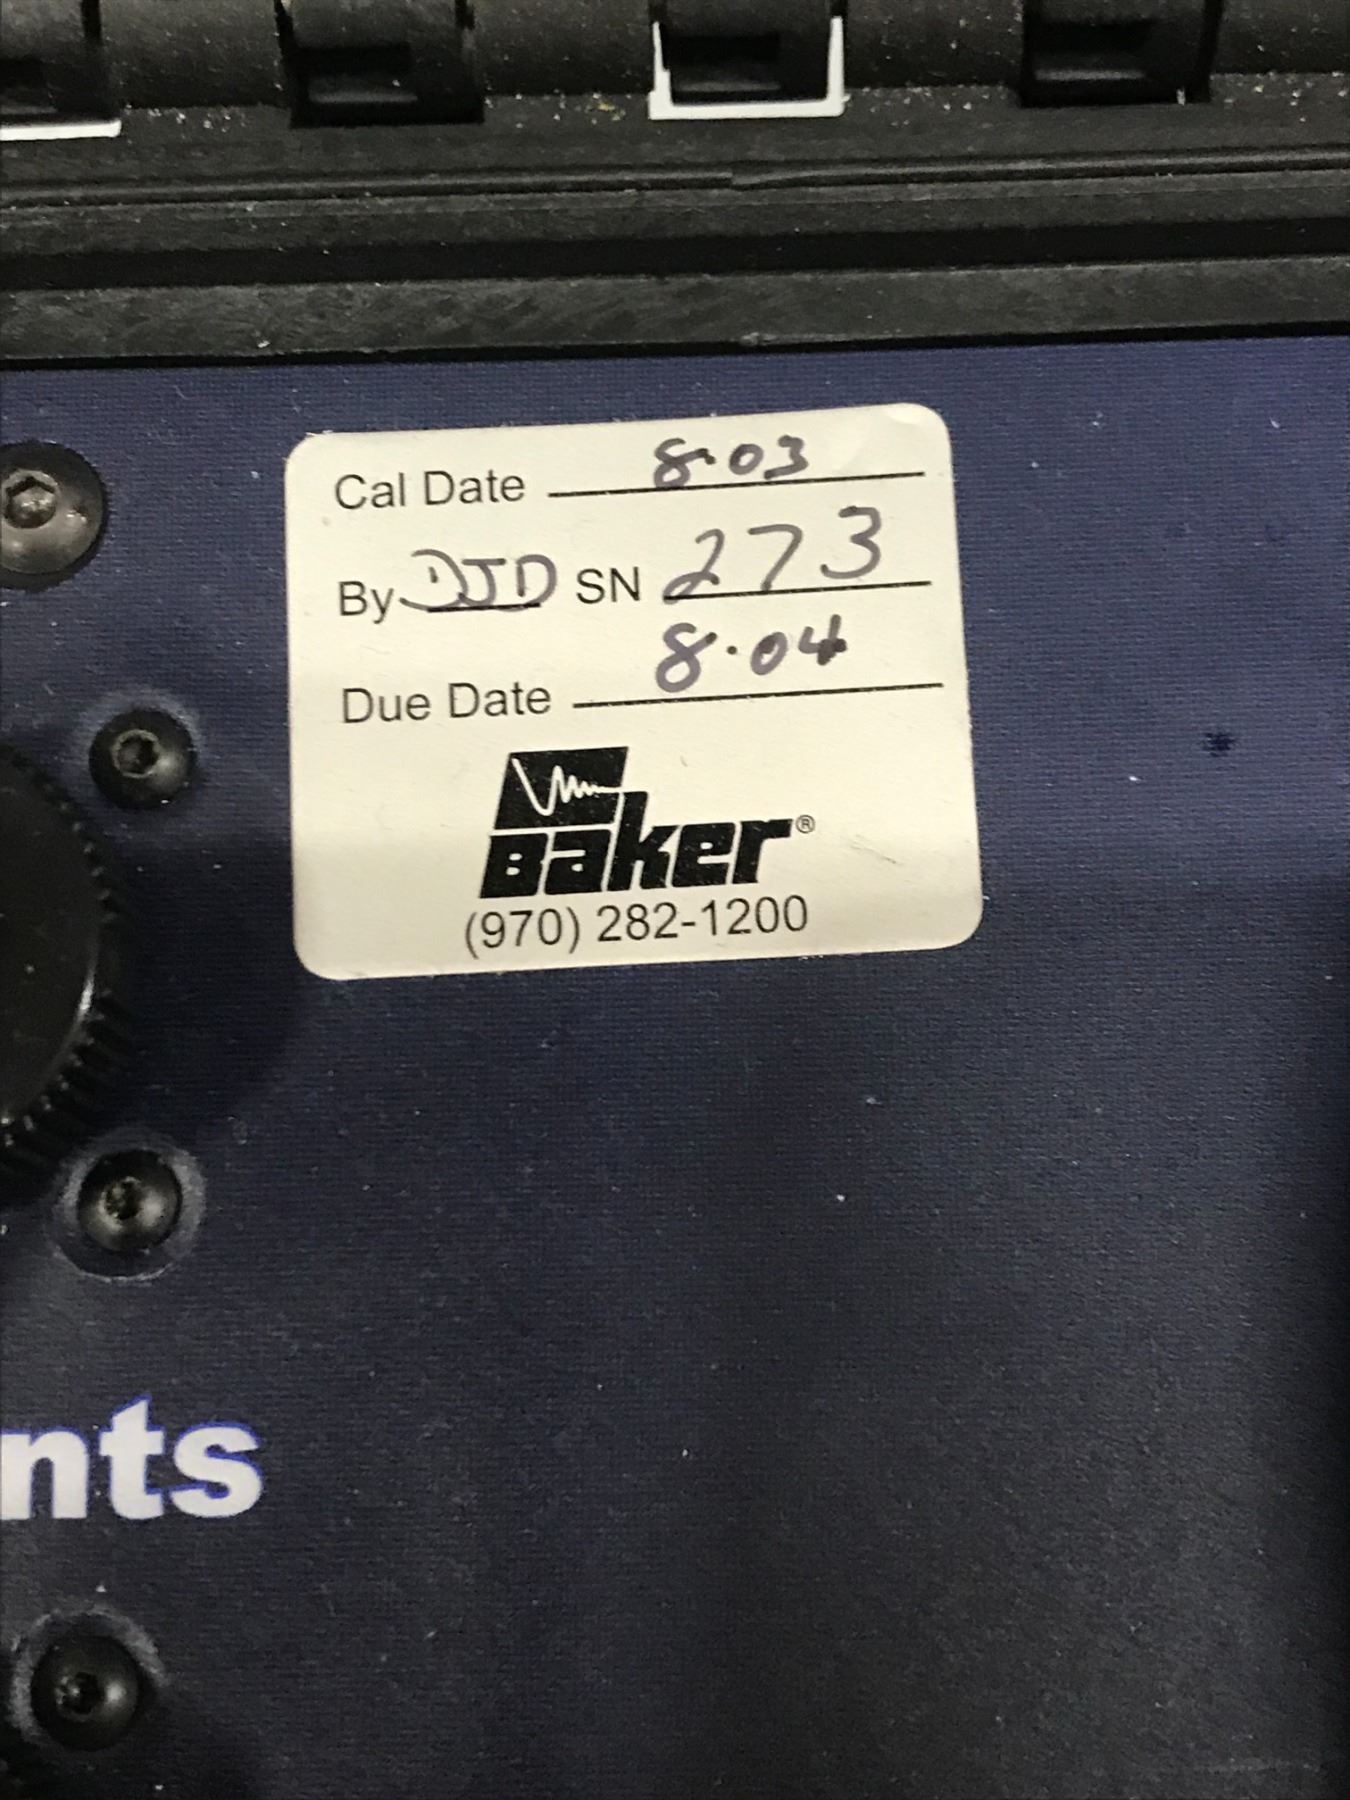 Cal Date 8·03
By DJD SN 273
Due Date 8·04
Baker®
(970) 282-1200
nts